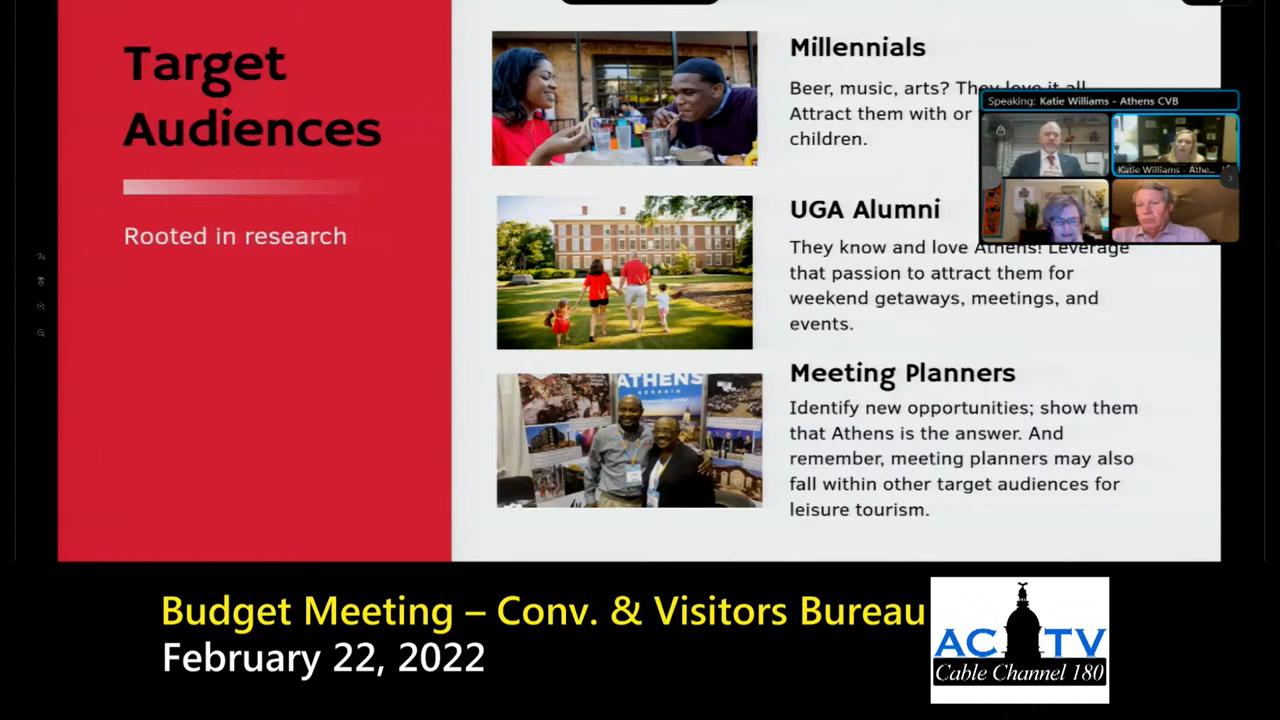 Target
Audiences
Rooted in research
Millennials
Beer, music, arts? They love it all.
Attract them with or
children.
UGA Alumni
They know and love Athens! Leverage
that passion to attract them for
weekend getaways, meetings, and
events.
Meeting Planners
Identify new opportunities; show them
that Athens is the answer. And
remember, meeting planners may also
fall within other target audiences for
leisure tourism.
Speaking: Katie Williams - Athens CVB
Katie Williams - Athe...
ATHENS
GEORGIA
Budget Meeting – Conv. & Visitors Bureau
February 22, 2022
ACTV
Cable Channel 180